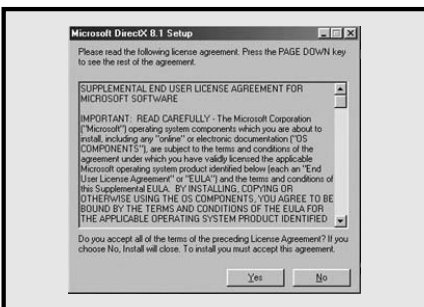 Microsoft DirectX 8.1 Setup
Please read the following license agreement. Press the PAGE DOWN key
to see the rest of the agreement.
SUPPLEMENTAL END USER LICENSE AGREEMENT FOR
MICROSOFT SOFTWARE
IMPORTANT: READ CAREFULLY - The Microsoft Corporation
("Microsoft") operating system components which you are about to
install, including any "online" or electronic documentation ("OS
COMPONENTS"), are subject to the terms and conditions of the
agreement under which you have validly licensed the applicable
Microsoft operating system product identified below (each an "End
User License Agreement" or "EULA") and the terms and conditions of
this Supplemental EULA. BY INSTALLING, COPYING OR
OTHERWISE USING THE OS COMPONENTS, YOU AGREE TO BE
BOUND BY THE TERMS AND CONDITIONS OF THE EULA FOR
THE APPLICABLE OPERATING SYSTEM PRODUCT IDENTIFIED
Do you accept all of the terms of the preceding License Agreement? If you
choose No, Install will close. To install you must accept this agreement.
Yes No